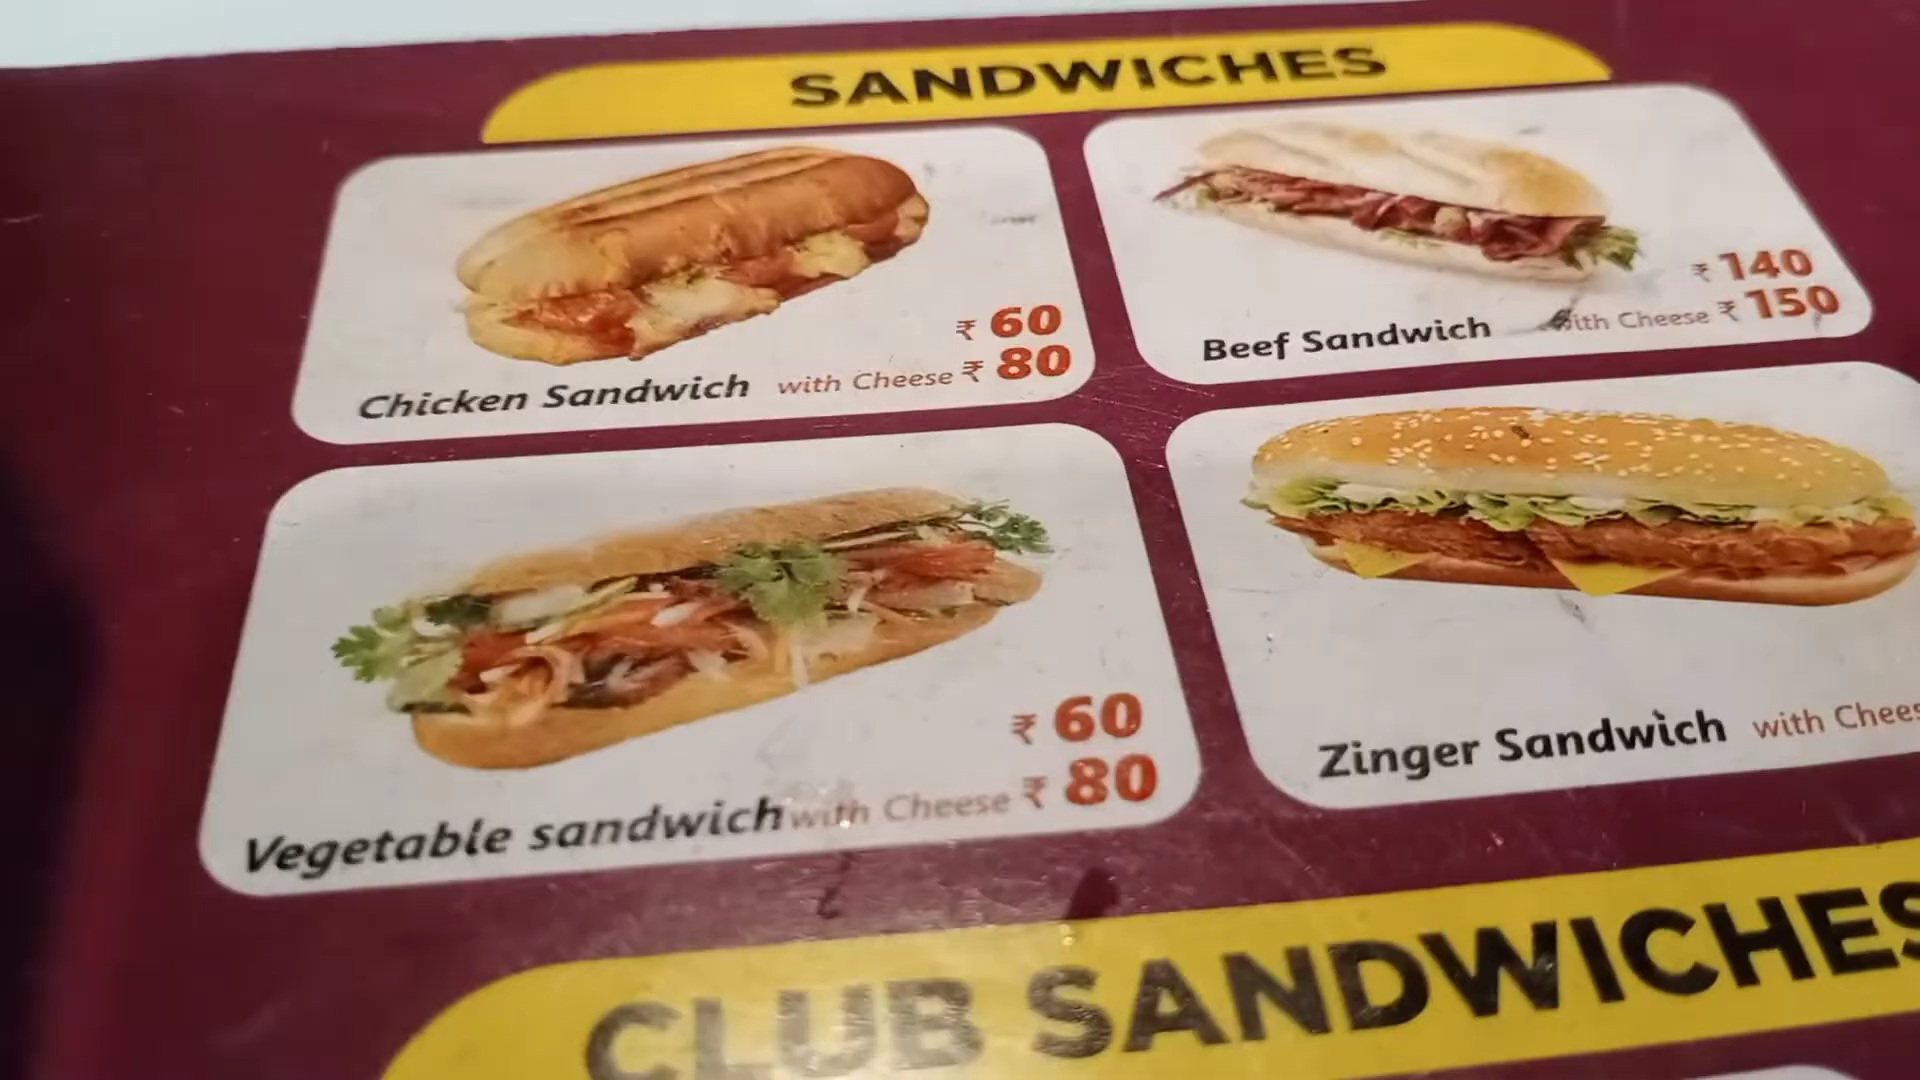 SANDWICHES
₹ 60
Chicken Sandwich with Cheese ₹ 80
₹ 140
Beef Sandwich with Cheese ₹ 150
₹ 60
Vegetable sandwich with Cheese ₹ 80
Zinger Sandwich with Chees
CLUB SANDWICHES